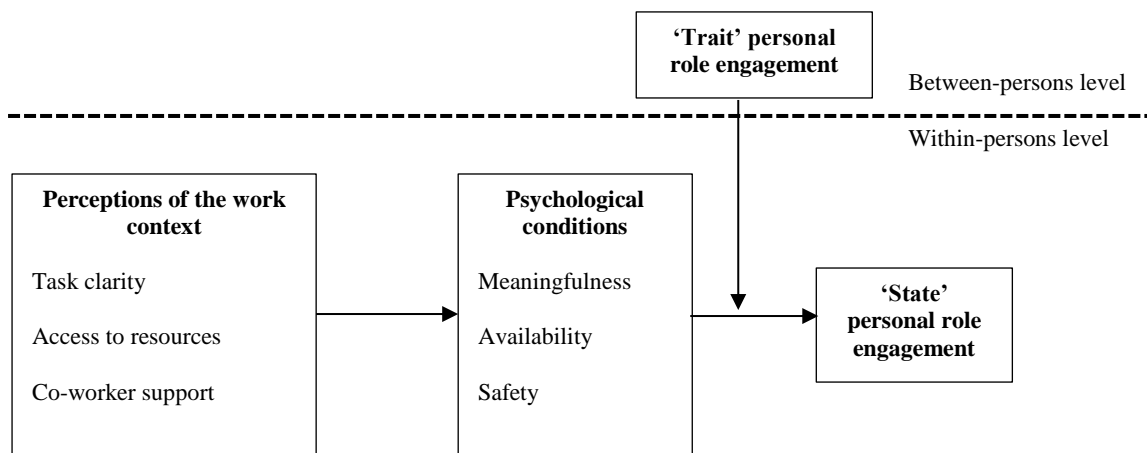 ‘Trait’ personal
role engagement
Between-persons level
Within-persons level
Perceptions of the work
context
Task clarity
Access to resources
Co-worker support
Psychological
conditions
Meaningfulness
Availability
Safety
‘State’
personal role
engagement